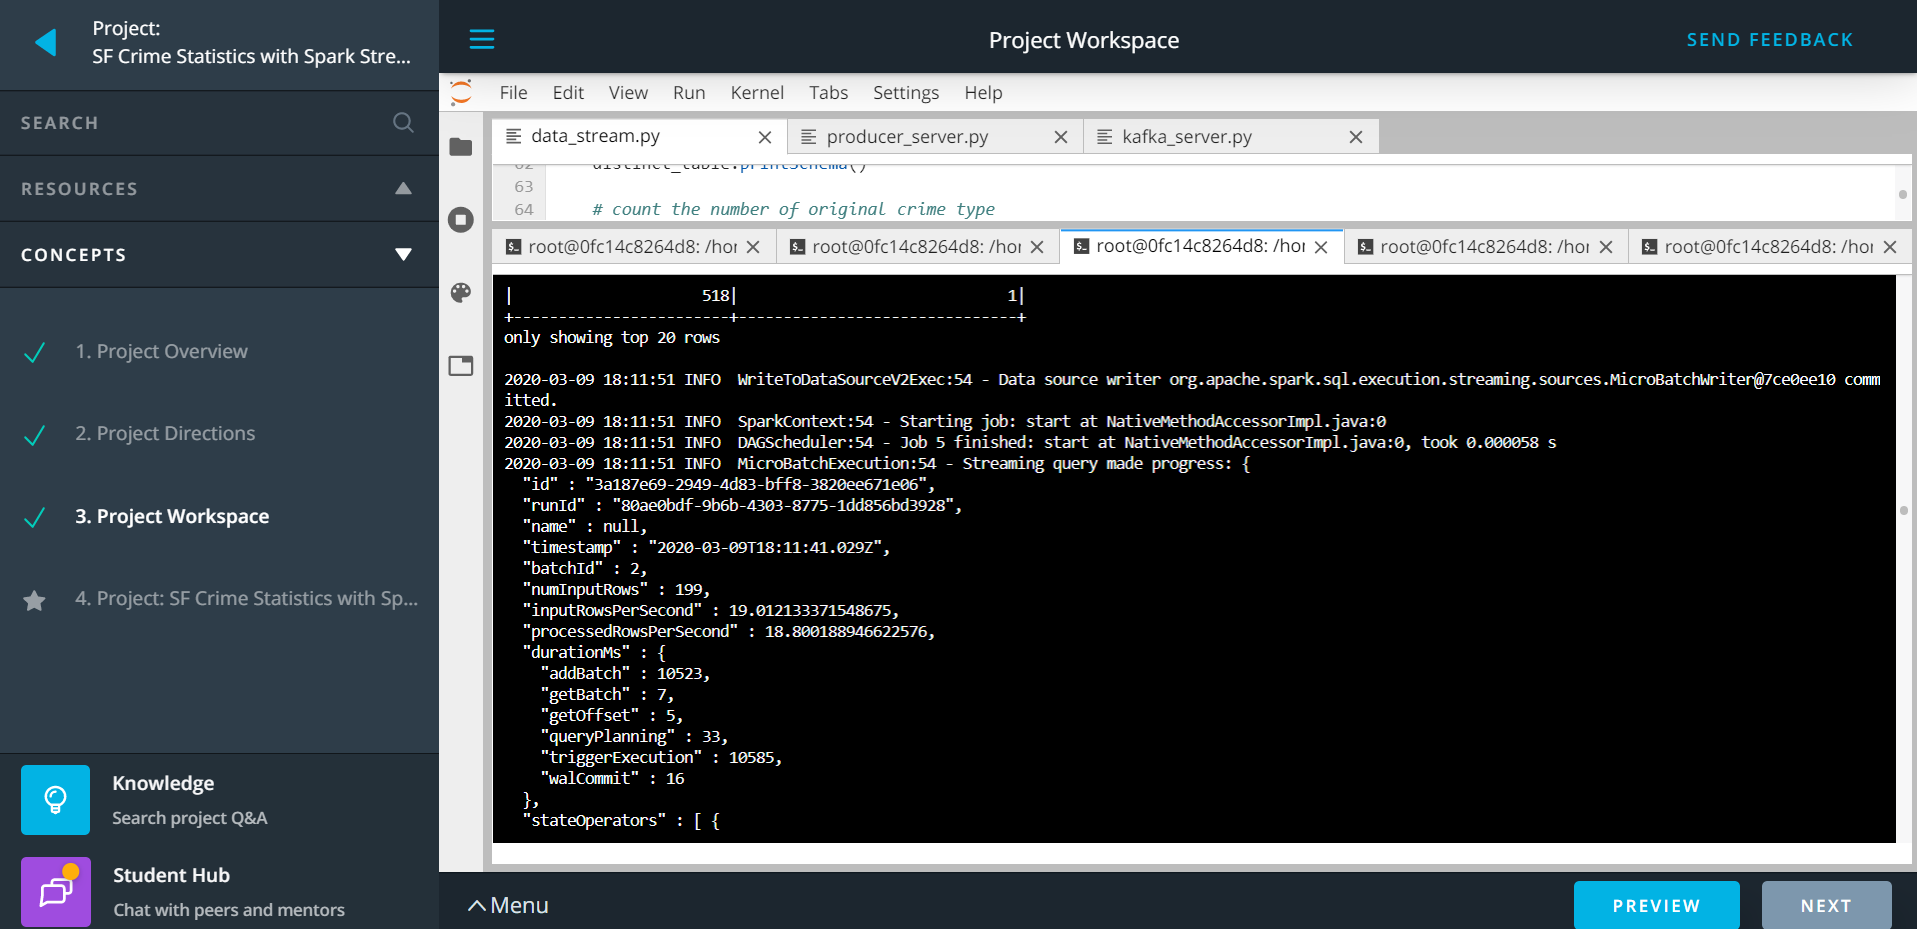 Project:
SF Crime Statistics with Spark Stre...
SEARCH
RESOURCES
CONCEPTS
1. Project Overview
2. Project Directions
3. Project Workspace
4. Project: SF Crime Statistics with Sp...
Knowledge
Search project Q&A
Student Hub
Chat with peers and mentors
Project Workspace
SEND FEEDBACK
File Edit View Run Kernel Tabs Settings Help
data_stream.py producer_server.py kafka_server.py
62 distinct_table.printSchema()
63
64 # count the number of original crime type
root@0fc14c8264d8: /hor root@0fc14c8264d8: /hor root@0fc14c8264d8: /hor root@0fc14c8264d8: /hor root@0fc14c8264d8: /hor
| 518| 1|
+------------------------+-------------------------------+
only showing top 20 rows
2020-03-09 18:11:51 INFO  WriteToDataSourceV2Exec:54 - Data source writer org.apache.spark.sql.execution.streaming.sources.MicroBatchWriter@7ce0ee10 comm
itted.
2020-03-09 18:11:51 INFO  SparkContext:54 - Starting job: start at NativeMethodAccessorImpl.java:0
2020-03-09 18:11:51 INFO  DAGScheduler:54 - Job 5 finished: start at NativeMethodAccessorImpl.java:0, took 0.000058 s
2020-03-09 18:11:51 INFO  MicroBatchExecution:54 - Streaming query made progress: {
"id" : "3a187e69-2949-4d83-bff8-3820ee671e06",
"runId" : "80ae0bdf-9b6b-4303-8775-1dd856bd3928",
"name" : null,
"timestamp" : "2020-03-09T18:11:41.029Z",
"batchId" : 2,
"numInputRows" : 199,
"inputRowsPerSecond" : 19.012133371548675,
"processedRowsPerSecond" : 18.800188946622576,
"durationMs" : {
"addBatch" : 10523,
"getBatch" : 7,
"getOffset" : 5,
"queryPlanning" : 33,
"triggerExecution" : 10585,
"walCommit" : 16
},
"stateOperators" : [ {
Menu
PREVIEW
NEXT